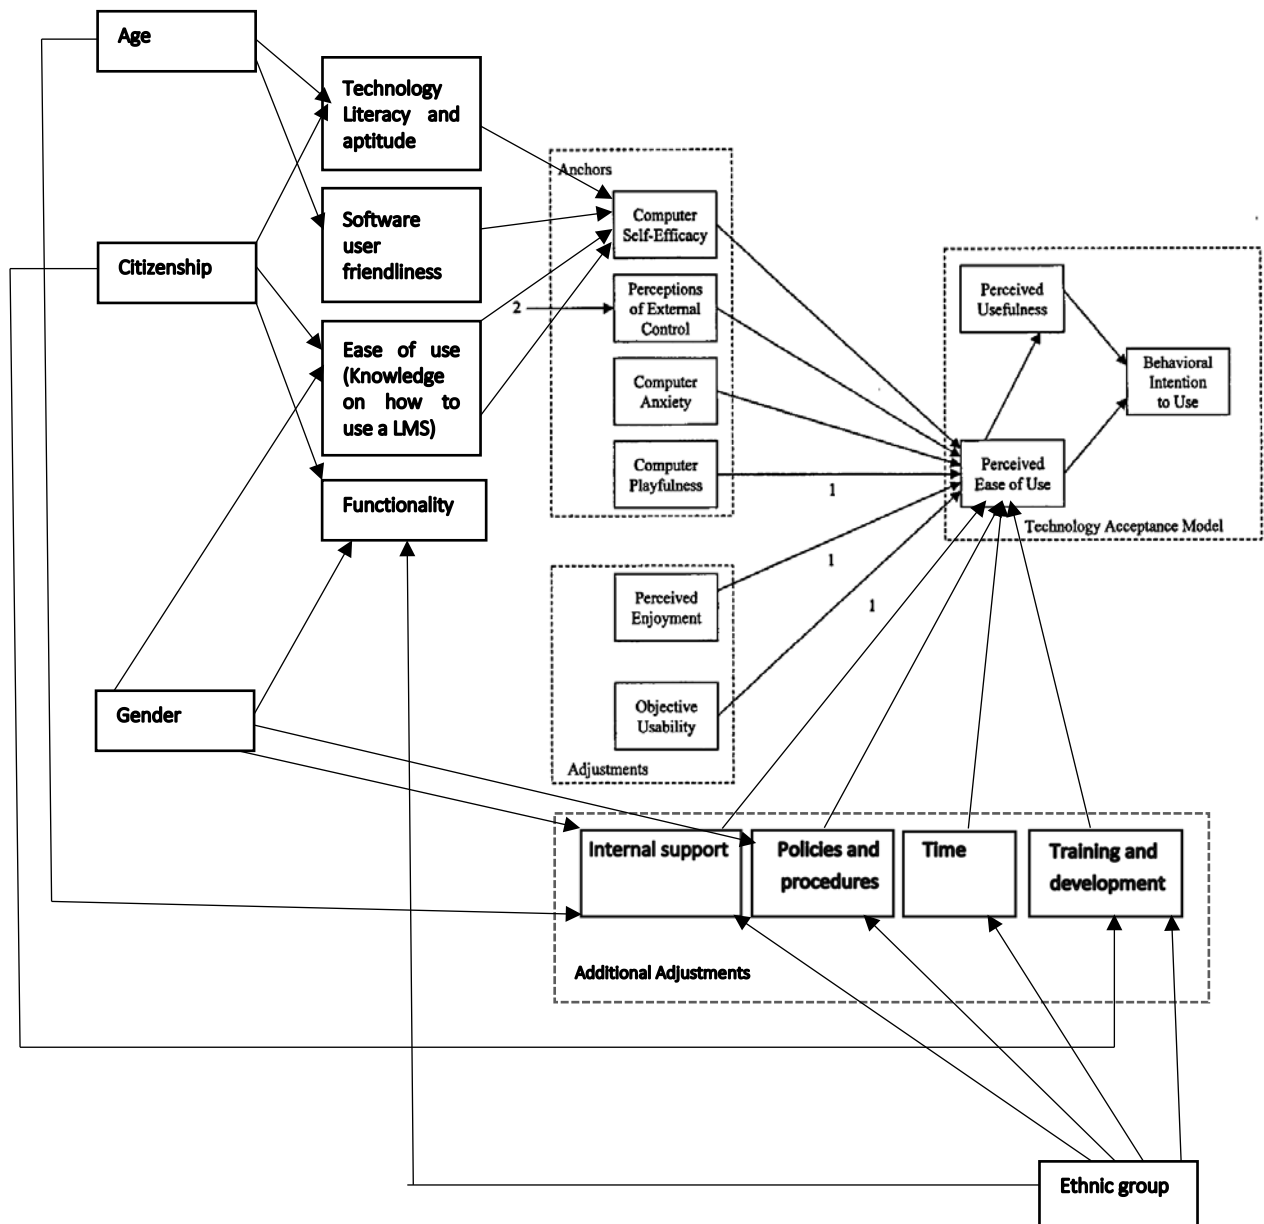 Age
Technology
Literacy and
aptitude
Anchors
Software
user
friendliness
Computer
Self-Efficacy
Citizenship
Perceptions
of External
Control
2
Perceived
Usefulness
Ease of use
(Knowledge
on how to
use a LMS)
Computer
Anxiety
Behavioral
Intention
to Use
Computer
Playfulness
1
Perceived
Ease of Use
Functionality
Technology Acceptance Model
1
Perceived
Enjoyment
1
Gender
Objective
Usability
Adjustments
Internal support
Policies and
procedures
Time
Training and
development
Additional Adjustments
Ethnic group